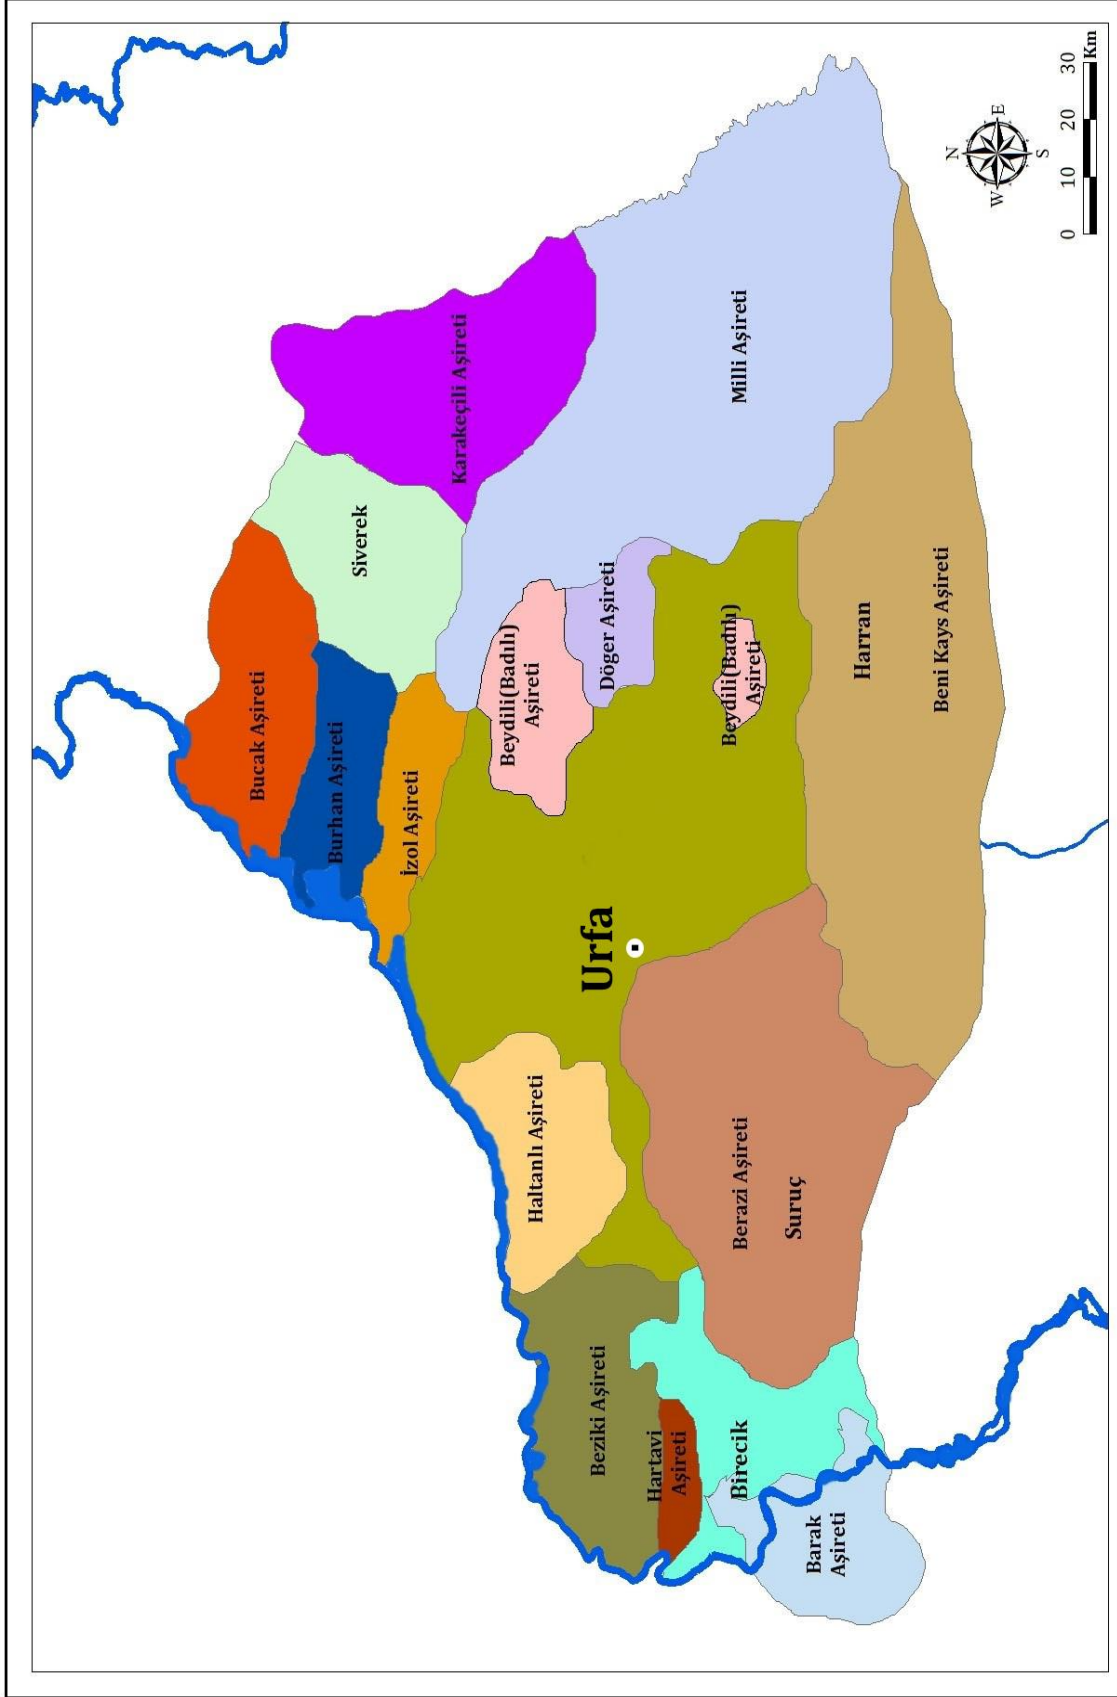 Bucak Aşireti
Siverek
Burhan Aşireti
Karakeçili Aşireti
İzol Aşireti
Beydili(Badılı)
Aşireti
Haltanlı Aşireti
Urfa
Döger Aşireti
Beziki Aşireti
Hartavi
Aşireti
Beydili(Badılı)
Aşireti
Milli Aşireti
Birecik
Berazi Aşireti
Suruç
Barak
Aşireti
Harran
Beni Kays Aşireti
N
W
E
S
0 10 20 30
Km